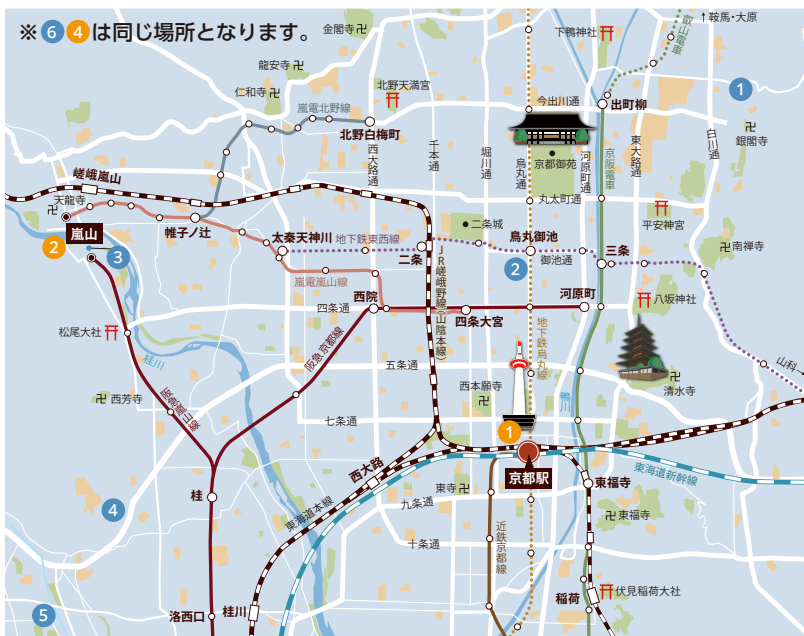 ※⑥④は同じ場所となります。
金閣寺
下鴨神社
↑鞍馬・大原
叡山電車
龍安寺
北野天満宮
①
仁和寺
嵐電北野線
今出川通
出町柳
北野白梅町
西大路通
千本通
堀川通
烏丸通
京都御苑
河原町通
京阪電車
東大路通
白川通
銀閣寺
嵯峨嵐山
天龍寺
丸太町通
平安神宮
嵐山
帷子ノ辻
太秦天神川
地下鉄東西線
二条城
烏丸御池
南禅寺
②
③
二条
②
御池通
三条
嵐電嵐山線
JR嵯峨野線(山陰本線)
西院
河原町
八坂神社
四条通
四条大宮
松尾大社
阪急京都線
地下鉄烏丸線
桂川
五条通
山科→
西芳寺
阪急嵐山線
西本願寺
鴨川
清水寺
七条通
①
西大路
京都駅
東海道新幹線
桂
東海道本線
東寺
九条通
東福寺
④
近鉄京都線
東福寺
十条通
稲荷
伏見稲荷大社
⑤
洛西口
桂川